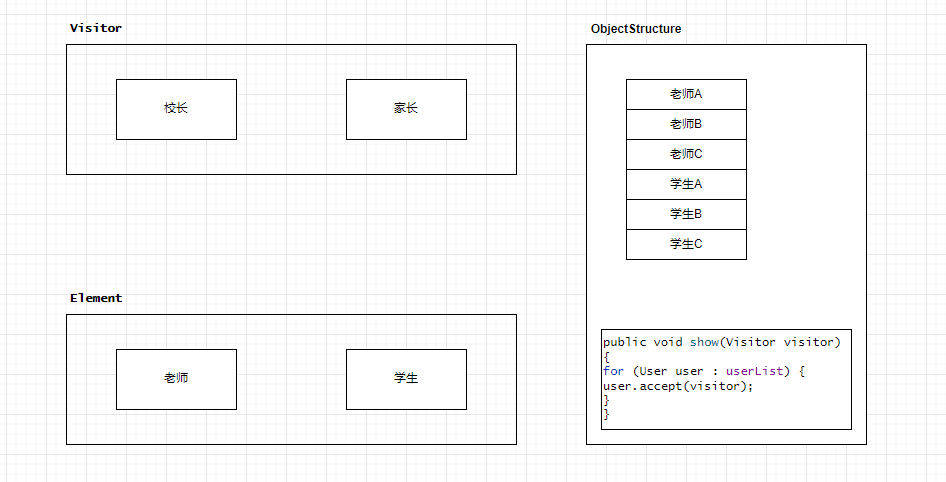 Visitor
校长
家长
Element
老师
学生
ObjectStructure
老师A
老师B
老师C
学生A
学生B
学生C
public void show(Visitor visitor)
{
for (User user : userList) {
user.accept(visitor);
}
}